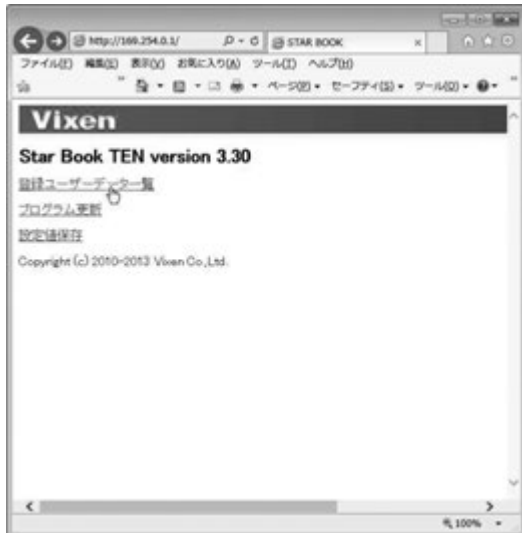 http://169.254.0.1/
STAR BOOK
ファイル(F) 編集(E) 表示(V) お気に入り(A) ツール(T) ヘルプ(H)
ページ(P) セーフティ(S) ツール(O)
Vixen
Star Book TEN version 3.30
登録ユーザーデータ一覧
プログラム更新
設定値保存
Copyright (c) 2010-2013 Vixen Co.,Ltd.
100%